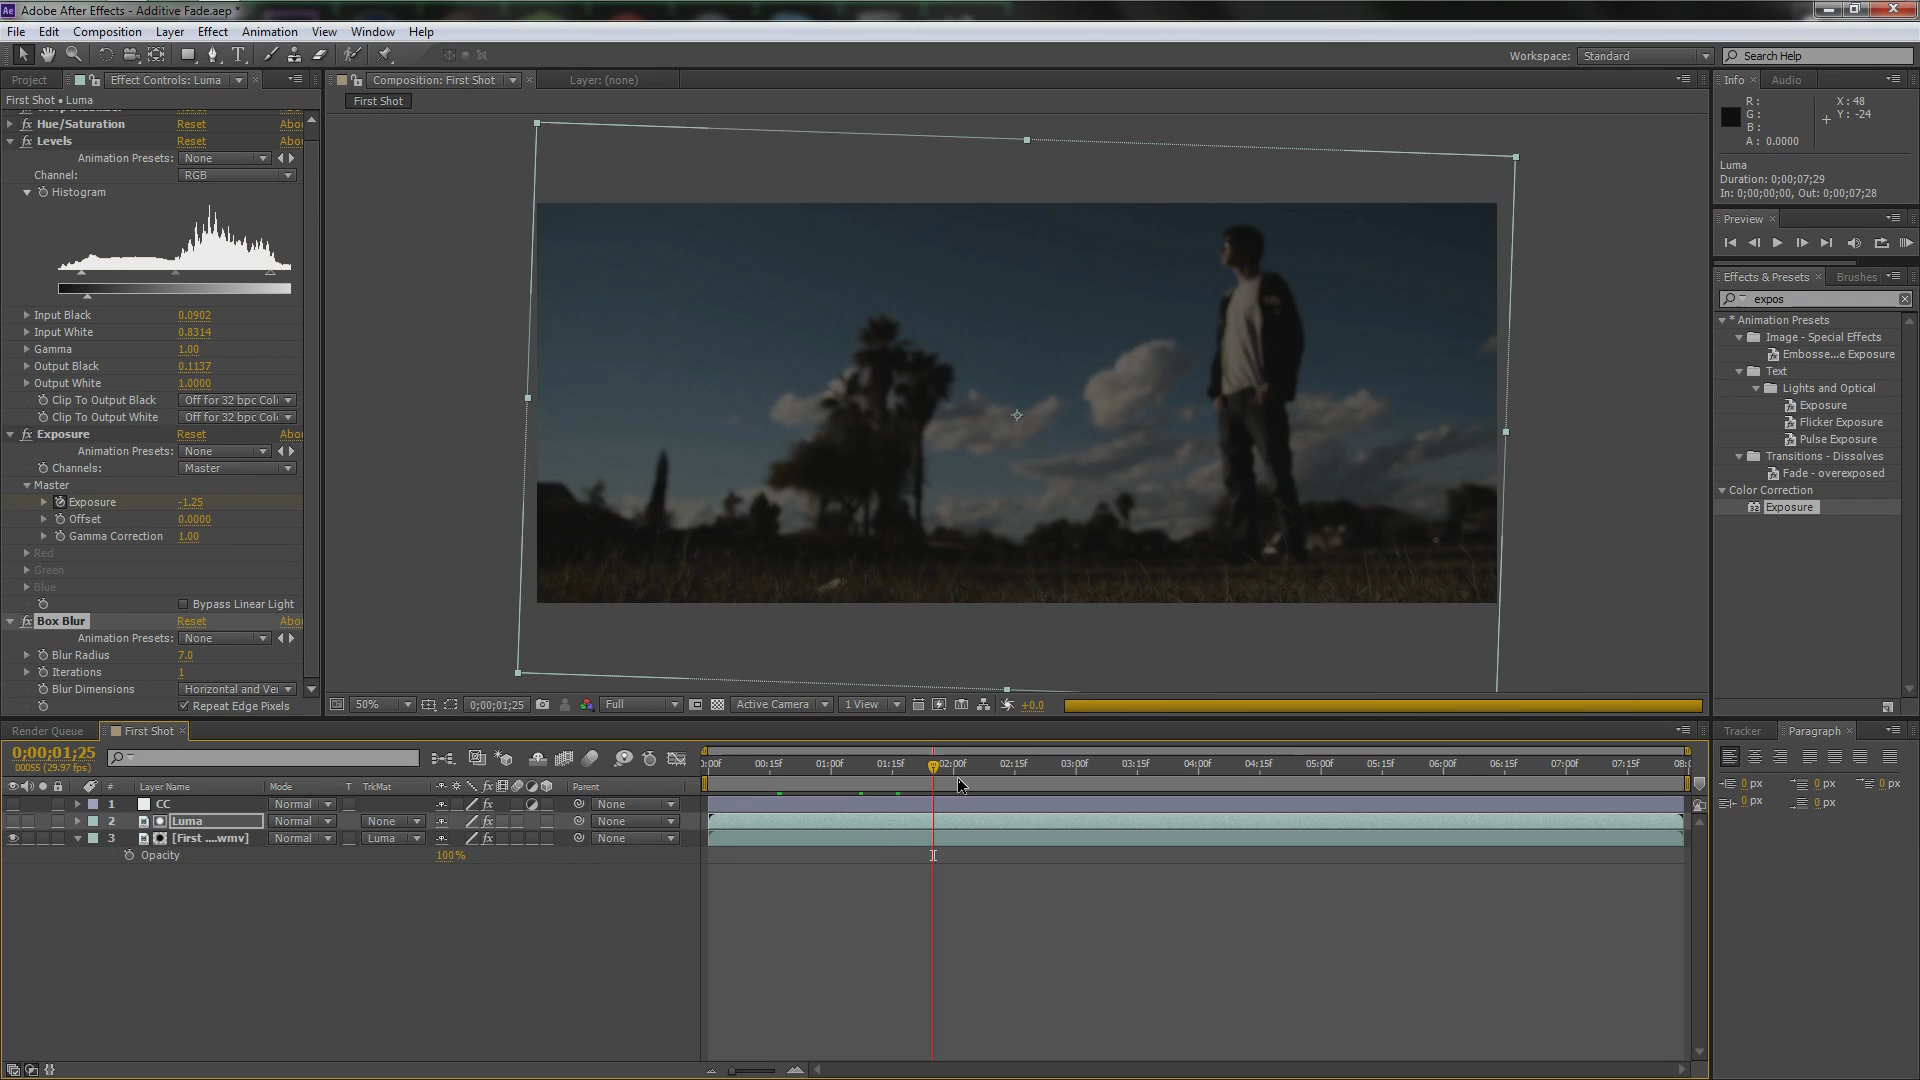 Adobe After Effects - Additive Fade.aep *
File Edit Composition Layer Effect Animation View Window Help
Workspace: Standard Search Help
Project Effect Controls: Luma
First Shot • Luma
Hue/Saturation Reset Abou
Levels Reset Abou
Animation Presets: None
Channel: RGB
Histogram
Input Black 0.0902
Input White 0.8314
Gamma 1.00
Output Black 0.1137
Output White 1.0000
Clip To Output Black Off for 32 bpc Col
Clip To Output White Off for 32 bpc Col
Exposure Reset Abou
Animation Presets: None
Channels: Master
Master
Exposure -1.25
Offset 0.0000
Gamma Correction 1.00
Red
Green
Blue
Bypass Linear Light
Box Blur Reset Abou
Animation Presets: None
Blur Radius 7.0
Iterations 1
Blur Dimensions Horizontal and Ver
Repeat Edge Pixels
Composition: First Shot Layer: (none)
First Shot
50% 0;00;01;25 Full Active Camera 1 View +0.0
Info Audio
R: X: 48
G: Y: -24
B:
A: 0.0000
Luma
Duration: 0;00;07;29
In: 0;00;00;00, Out: 0;00;07;28
Preview
Effects & Presets Brushes
expos
* Animation Presets
Image - Special Effects
Embosse...e Exposure
Text
Lights and Optical
Exposure
Flicker Exposure
Pulse Exposure
Transitions - Dissolves
Fade - overexposed
Color Correction
32 Exposure
Render Queue First Shot
0;00;01;25
00055 (29.97 fps)
:00f 00:15f 01:00f 01:15f 02:00f 02:15f 03:00f 03:15f 04:00f 04:15f 05:00f 05:15f 06:00f 06:15f 07:00f 07:15f 08:0
# Layer Name Mode T TrkMat Parent
1 CC Normal None
2 Luma Normal None None
3 [First ....wmv] Normal Luma None
Opacity 100%
Tracker Paragraph
0 px 0 px 0 px
0 px 0 px